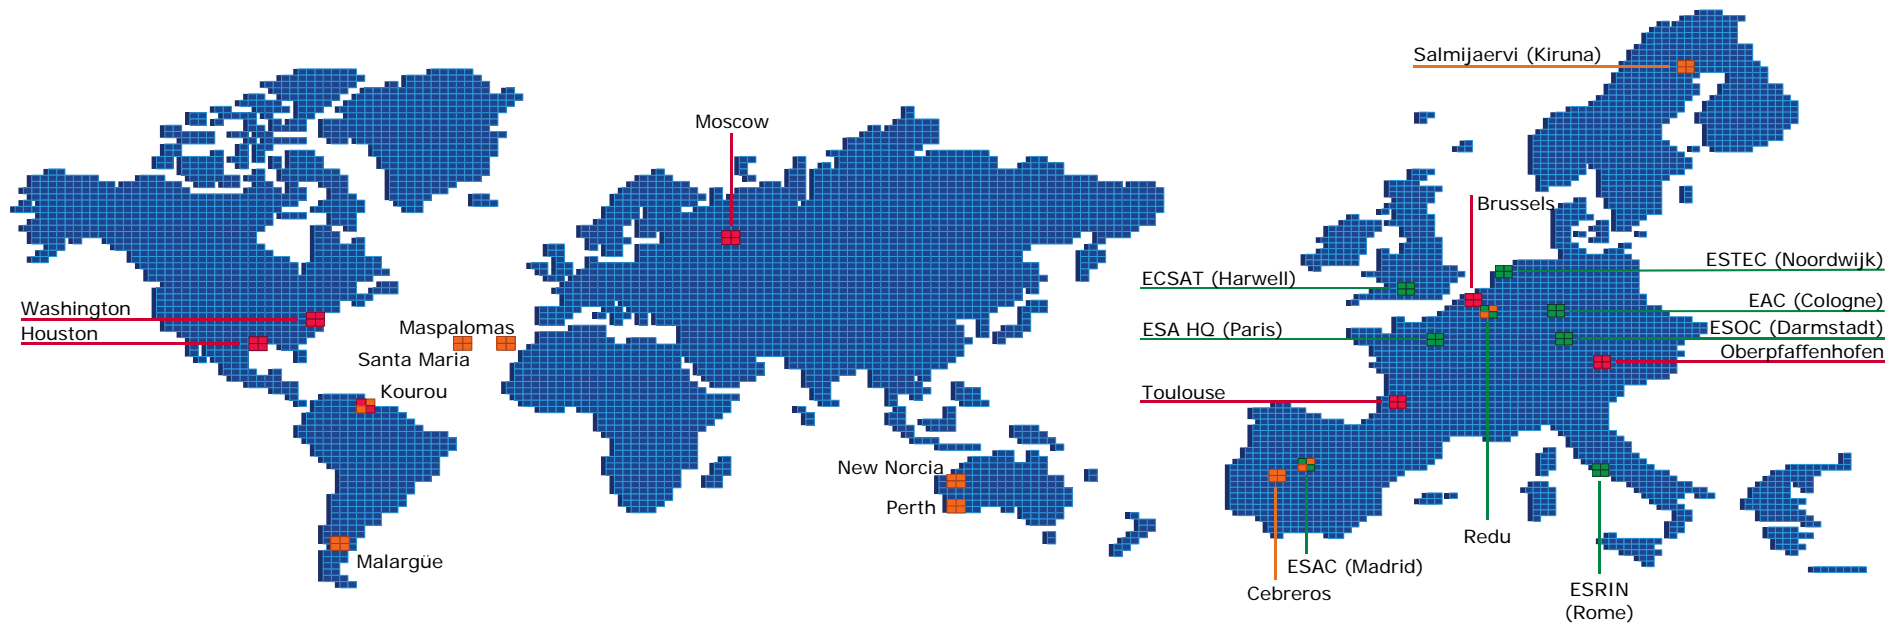 Salmijaervi (Kiruna)
Moscow
Brussels
ESTEC (Noordwijk)
ECSAT (Harwell)
Washington
EAC (Cologne)
Maspalomas
ESA HQ (Paris)
ESOC (Darmstadt)
Houston
Santa Maria
Oberpfaffenhofen
Kourou
Toulouse
New Norcia
Perth
Redu
Malargüe
ESAC (Madrid)
Cebreros
ESRIN
(Rome)